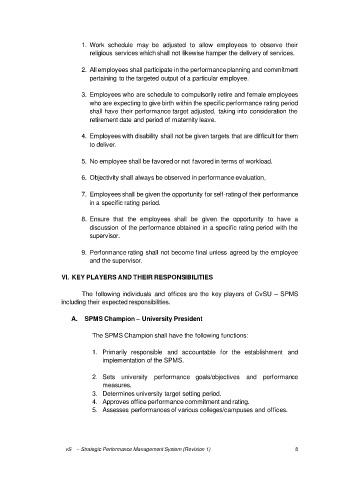 1. Work schedule may be adjusted to allow employees to observe their
religious services which shall not likewise hamper the delivery of services.
2. All employees shall participate in the performance planning and commitment
pertaining to the targeted output of a particular employee.
3. Employees who are schedule to compulsorily retire and female employees
who are expecting to give birth within the specific performance rating period
shall have their performance target adjusted, taking into consideration the
retirement date and period of maternity leave.
4. Employees with disability shall not be given targets that are difficult for them
to deliver.
5. No employee shall be favored or not favored in terms of workload.
6. Objectivity shall always be observed in performance evaluation,
7. Employees shall be given the opportunity for self-rating of their performance
in a specific rating period.
8. Ensure that the employees shall be given the opportunity to have a
discussion of the performance obtained in a specific rating period with the
supervisor.
9. Performance rating shall not become final unless agreed by the employee
and the supervisor.
VI. KEY PLAYERS AND THEIR RESPONSIBILITIES
The following individuals and offices are the key players of CvSU – SPMS
including their expected responsibilities.
A. SPMS Champion – University President
The SPMS Champion shall have the following functions:
1. Primarily responsible and accountable for the establishment and
implementation of the SPMS.
2. Sets university performance goals/objectives and performance
measures.
3. Determines university target setting period.
4. Approves office performance commitment and rating.
5. Assesses performances of various colleges/campuses and offices.
– Strategic Performance Management System (Revision 1)